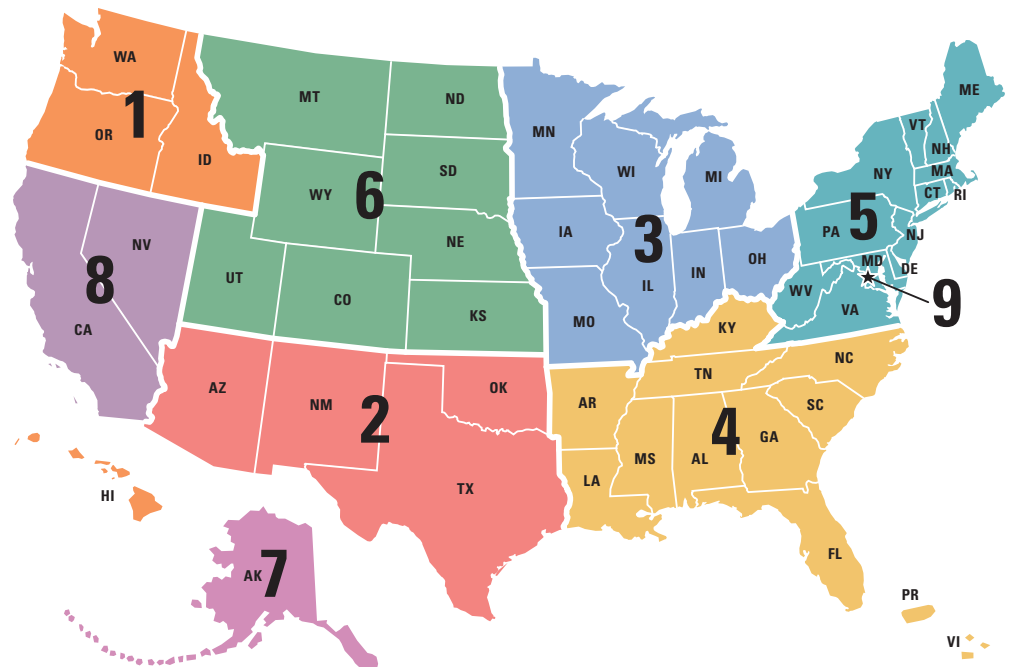 WA
ME
MT
ND
VT
1
MN
OR
NH
ID
WI
MI
NY
MA
SD
CT
RI
WY
6
5
IA
PA
NJ
NV
3
NE
OH
MD
DE
UT
IN
8
IL
WV
9
CO
VA
KS
MO
CA
KY
NC
TN
AZ
OK
NM
2
AR
SC
4
GA
MS
AL
LA
TX
HI
FL
AK
7
PR
VI